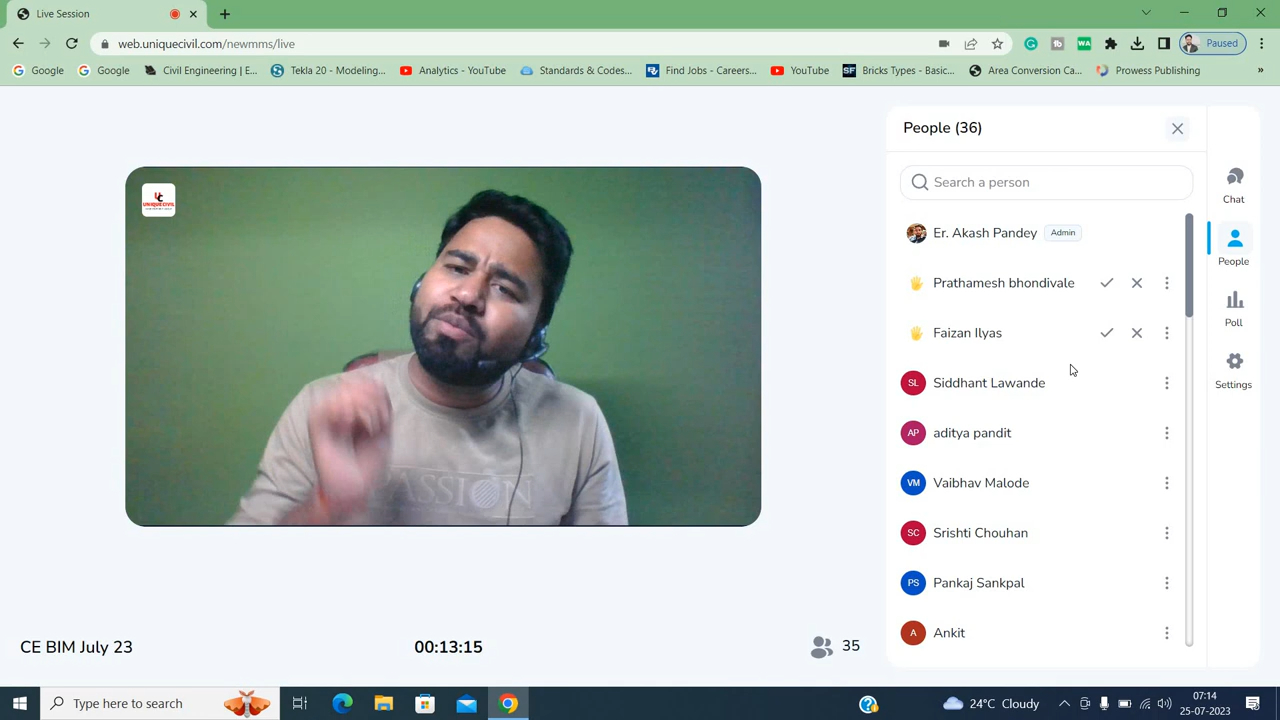 Live Session
web.uniquecivil.com/newmms/live
Paused
Google
Google
Civil Engineering | E...
Tekla 20 - Modeling...
Analytics - YouTube
Standards & Codes...
Find Jobs - Careers...
YouTube
SF
Bricks Types - Basic...
Area Conversion Ca...
Prowess Publishing
»
People (36)
Search a person
Er. Akash Pandey Admin
Prathamesh bhondivale
Faizan Ilyas
SL Siddhant Lawande
AP aditya pandit
VM Vaibhav Malode
SC Srishti Chouhan
PS Pankaj Sankpal
A Ankit
Chat
People
Poll
Settings
UC
UNIQUECIVIL
ASSION
CE BIM July 23
00:13:15
35
Type here to search
24°C Cloudy
07:14
25-07-2023